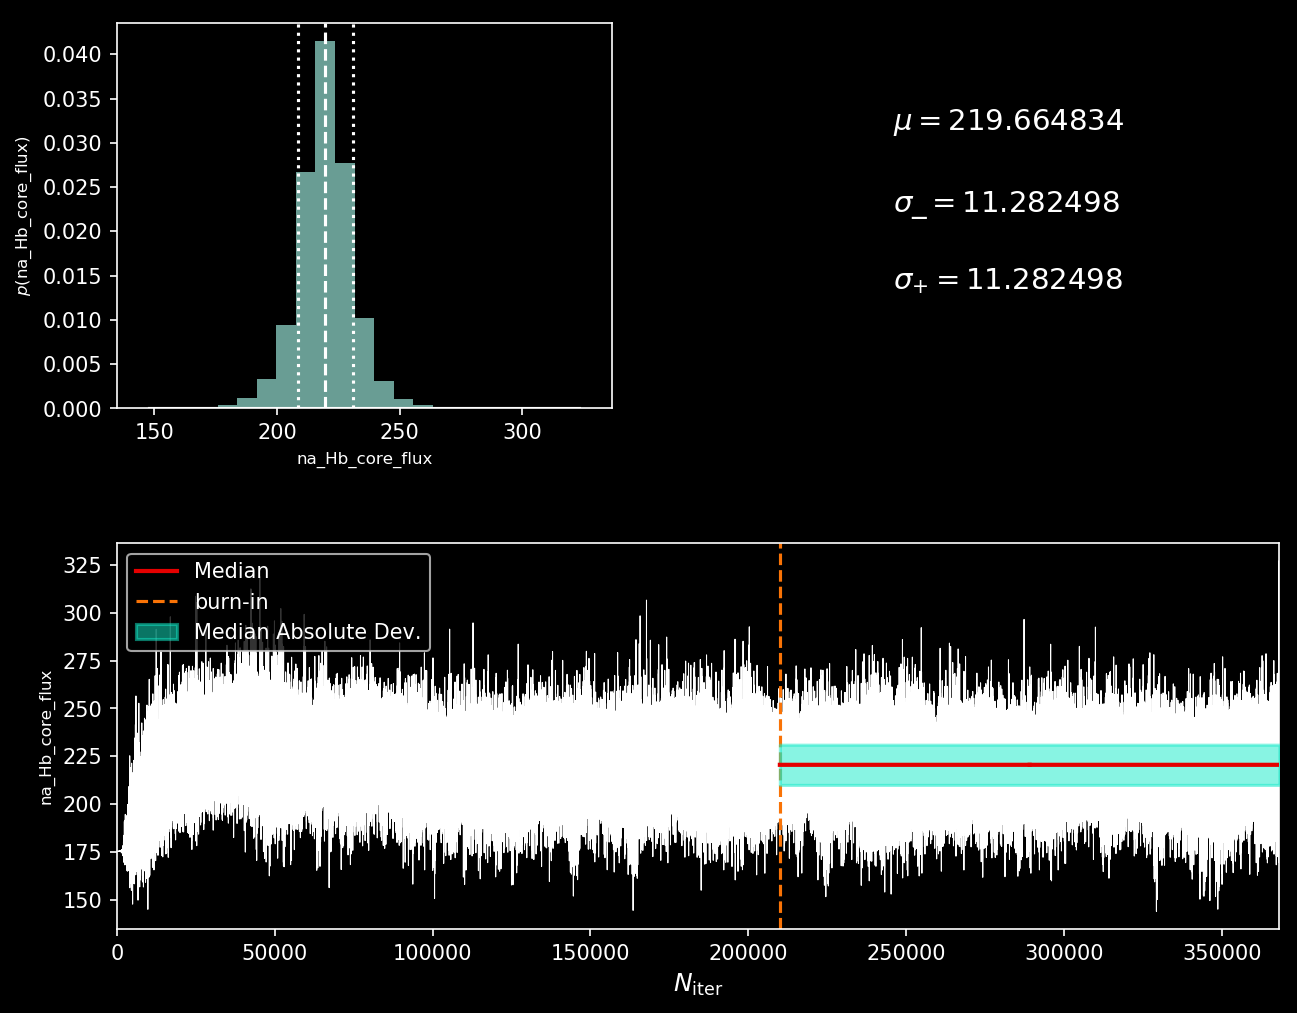 0.040
0.035
0.030
0.025
0.020
0.015
0.010
0.005
0.000
p(na_Hb_core_flux)
150 200 250 300
na_Hb_core_flux
μ = 219.664834
σ_ = 11.282498
σ+ = 11.282498
325
300
275
250
225
200
175
150
na_Hb_core_flux
Median
burn-in
Median Absolute Dev.
0 50000 100000 150000 200000 250000 300000 350000
Niter